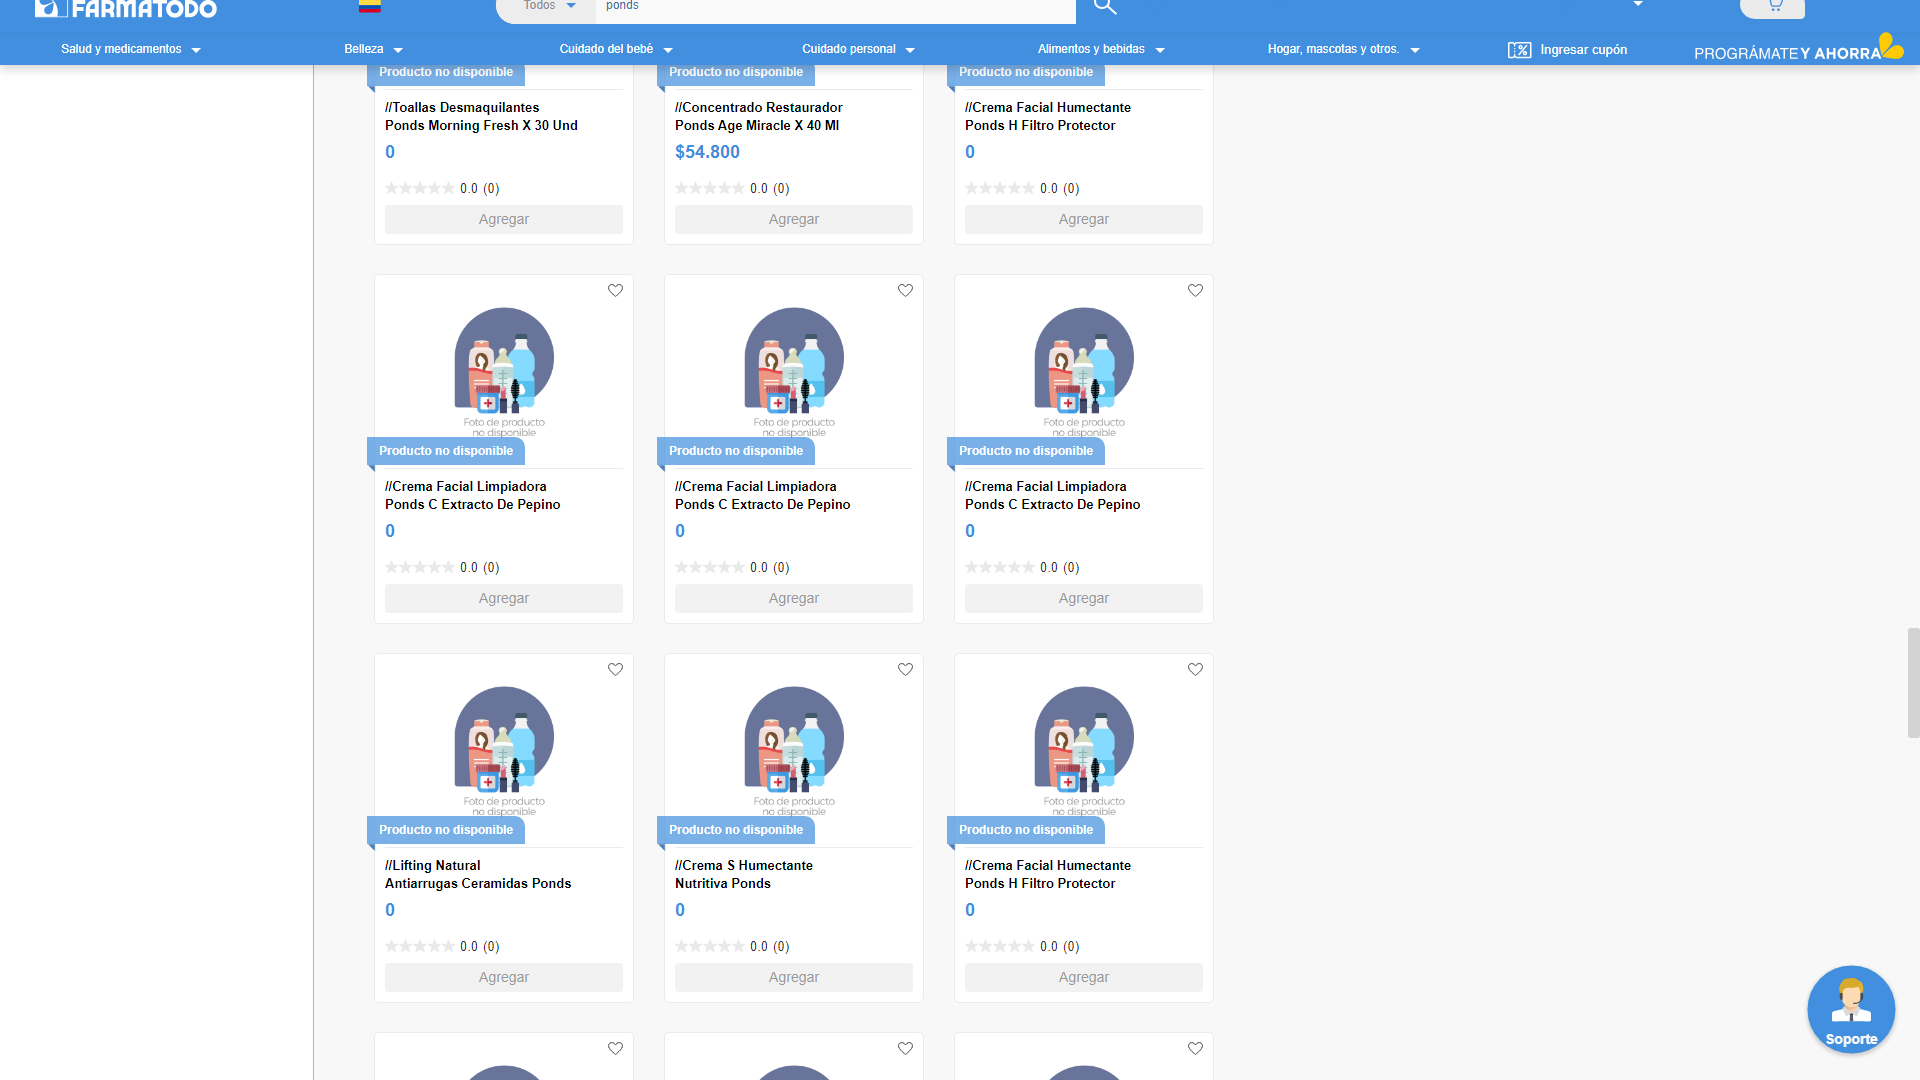 FARMATODO
Todos
ponds
Salud y medicamentos
Belleza
Cuidado del bebé
Cuidado personal
Alimentos y bebidas
Hogar, mascotas y otros.
Ingresar cupón
PROGRÁMATE Y AHORRA
Producto no disponible
Producto no disponible
Producto no disponible
//Toallas Desmaquilantes
Ponds Morning Fresh X 30 Und
0
0.0 (0)
Agregar
//Concentrado Restaurador
Ponds Age Miracle X 40 Ml
$54.800
0.0 (0)
Agregar
//Crema Facial Humectante
Ponds H Filtro Protector
0
0.0 (0)
Agregar
Foto de producto
no disponible
Producto no disponible
//Crema Facial Limpiadora
Ponds C Extracto De Pepino
0
0.0 (0)
Agregar
Foto de producto
no disponible
Producto no disponible
//Crema Facial Limpiadora
Ponds C Extracto De Pepino
0
0.0 (0)
Agregar
Foto de producto
no disponible
Producto no disponible
//Crema Facial Limpiadora
Ponds C Extracto De Pepino
0
0.0 (0)
Agregar
Foto de producto
no disponible
Producto no disponible
//Lifting Natural
Antiarrugas Ceramidas Ponds
0
0.0 (0)
Agregar
Foto de producto
no disponible
Producto no disponible
//Crema S Humectante
Nutritiva Ponds
0
0.0 (0)
Agregar
Foto de producto
no disponible
Producto no disponible
//Crema Facial Humectante
Ponds H Filtro Protector
0
0.0 (0)
Agregar
Soporte